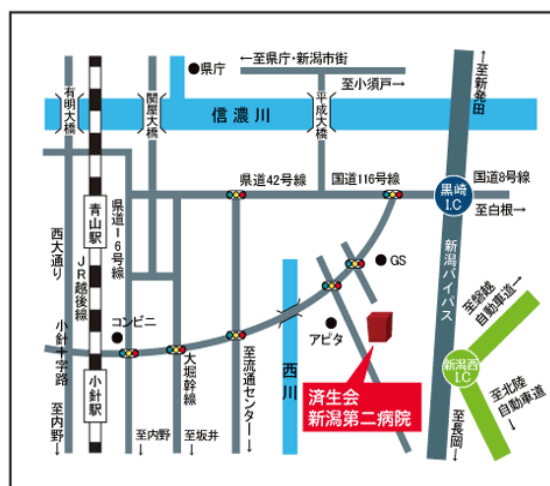 ←至県庁・新潟市街
県庁
至小須戸→
↑至新発田
有明大橋
関屋大橋
平成大橋
信濃川
県道42号線
国道116号線
国道8号線
黒崎
I.C
至白根→
青山駅
県道16号線
西大通り
JR越後線
新潟バイパス
GS
至磐越
自動車道→
コンビニ
アピタ
小針十字路
大堀幹線
至流通センター→
西川
新潟西
I.C
済生会
新潟第二病院
小針駅
至北陸
自動車道
↓
至内野→
至内野
↓
至坂井
↓
至長岡→